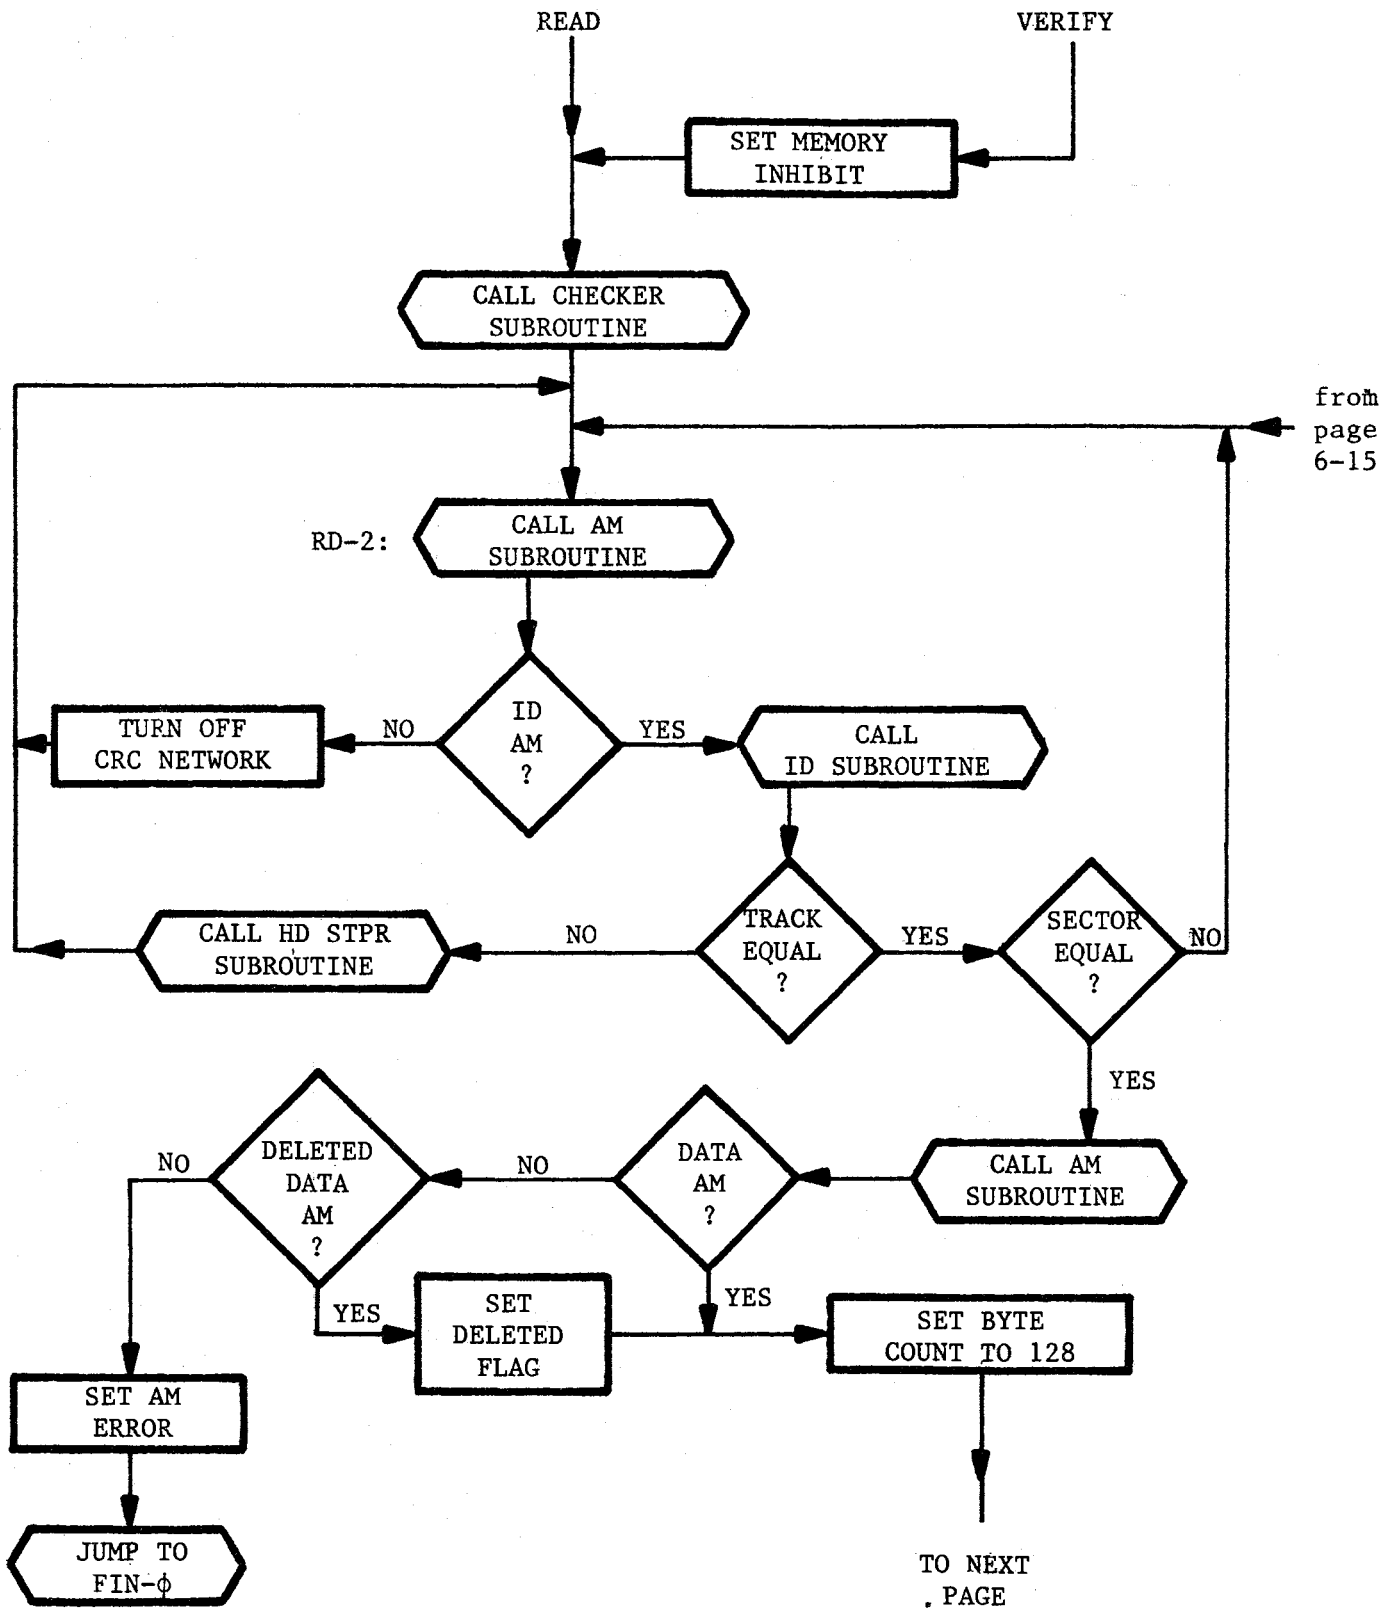 READ
VERIFY
SET MEMORY
INHIBIT
CALL CHECKER
SUBROUTINE
from
page
6-15
RD-2:
CALL AM
SUBROUTINE
TURN OFF
CRC NETWORK
NO
ID
AM
?
YES
CALL
ID SUBROUTINE
CALL HD STPR
SUBROUTINE
NO
TRACK
EQUAL
?
YES
SECTOR
EQUAL
?
NO
YES
NO
DELETED
DATA
AM
?
NO
DATA
AM
?
CALL AM
SUBROUTINE
YES
SET
DELETED
FLAG
YES
SET BYTE
COUNT TO 128
SET AM
ERROR
JUMP TO
FIN-ϕ
TO NEXT
PAGE